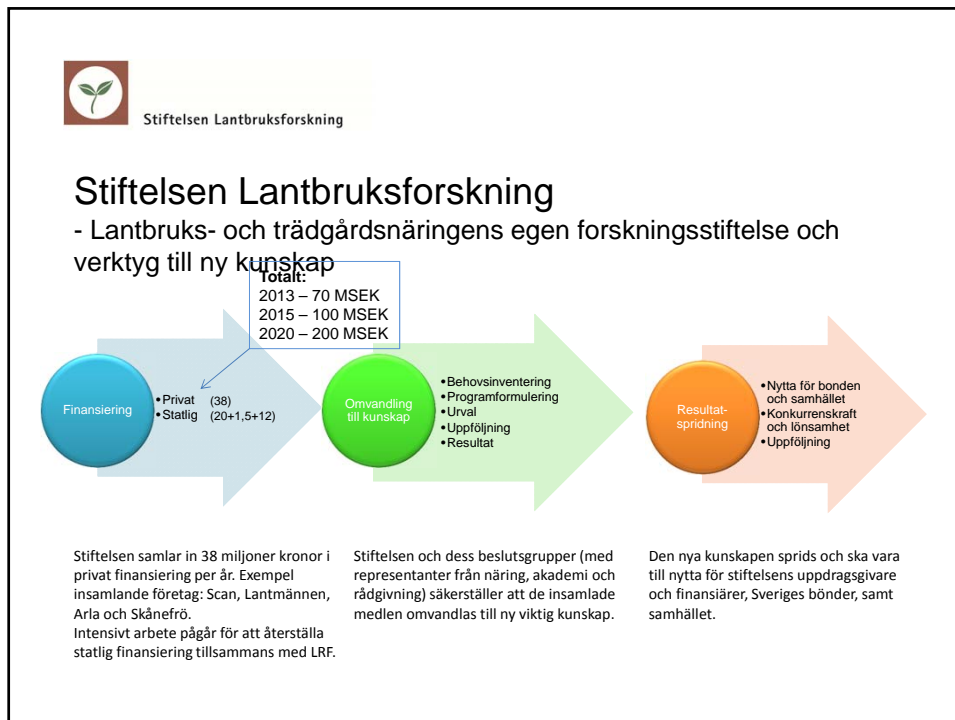 Stiftelsen Lantbruksforskning
Stiftelsen Lantbruksforskning
- Lantbruks- och trädgårdsnäringens egen forskningsstiftelse och
verktyg till ny kunskap
Totalt:
2013 – 70 MSEK
2015 – 100 MSEK
2020 – 200 MSEK
Finansiering
•Privat (38)
•Statlig (20+1,5+12)
Omvandling
till kunskap
•Behovsinventering
•Programformulering
•Urval
•Uppföljning
•Resultat
Resultat-
spridning
•Nytta för bonden
och samhället
•Konkurrenskraft
och lönsamhet
•Uppföljning
Stiftelsen samlar in 38 miljoner kronor i
privat finansiering per år. Exempel
insamlande företag: Scan, Lantmännen,
Arla och Skånefrö.
Intensivt arbete pågår för att återställa
statlig finansiering tillsammans med LRF.
Stiftelsen och dess beslutsgrupper (med
representanter från näring, akademi och
rådgivning) säkerställer att de insamlade
medlen omvandlas till ny viktig kunskap.
Den nya kunskapen sprids och ska vara
till nytta för stiftelsens uppdragsgivare
och finansiärer, Sveriges bönder, samt
samhället.